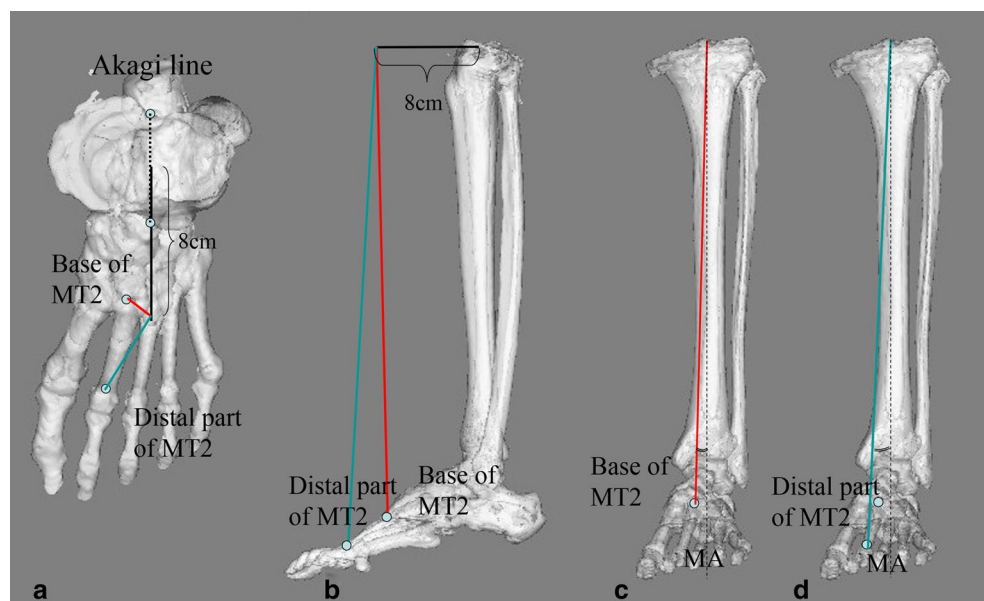 Akagi line
8cm
Base of
MT2
Distal part
of MT2
a
8cm
Distal part
of MT2
Base of
MT2
b
Base of
MT2
MA
c
Distal part
of MT2
MA
d